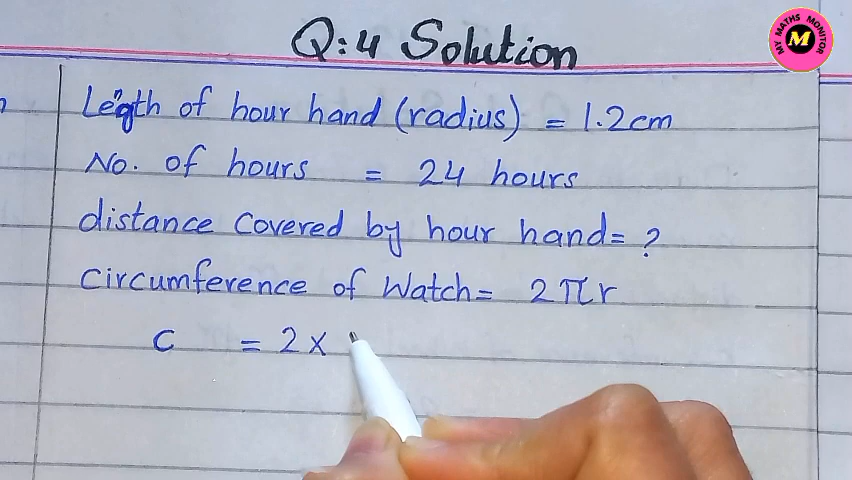 Q:4 Solution
MY MATHS MONITOR
M
Length of hour hand (radius) = 1.2cm
No. of hours = 24 hours
distance covered by hour hand= ?
Circumference of Watch= 2πr
C = 2×